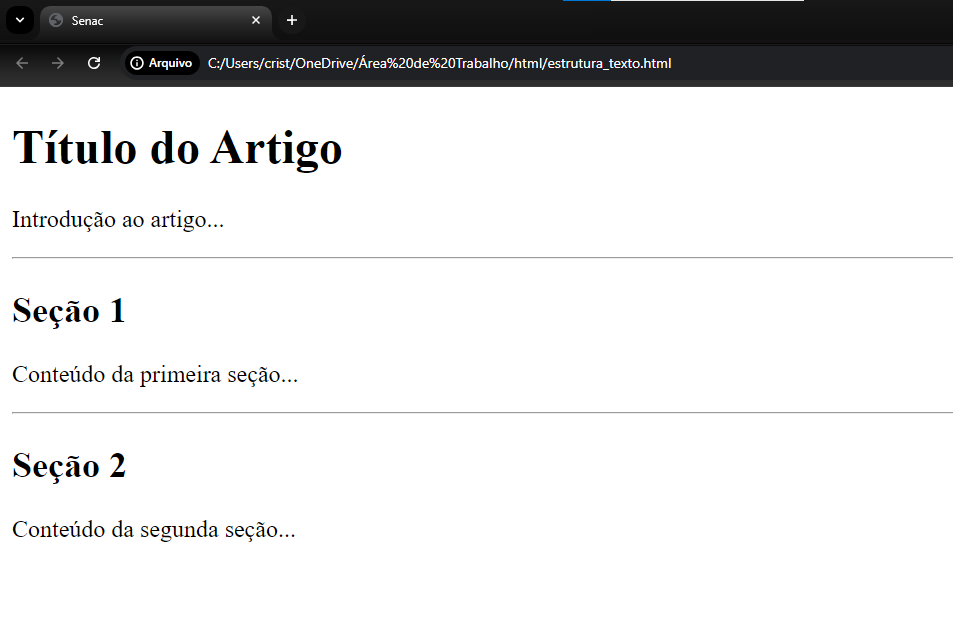 Senac
Arquivo C:/Users/crist/OneDrive/Área%20de%20Trabalho/html/estrutura_texto.html
Título do Artigo
Introdução ao artigo...
Seção 1
Conteúdo da primeira seção...
Seção 2
Conteúdo da segunda seção...